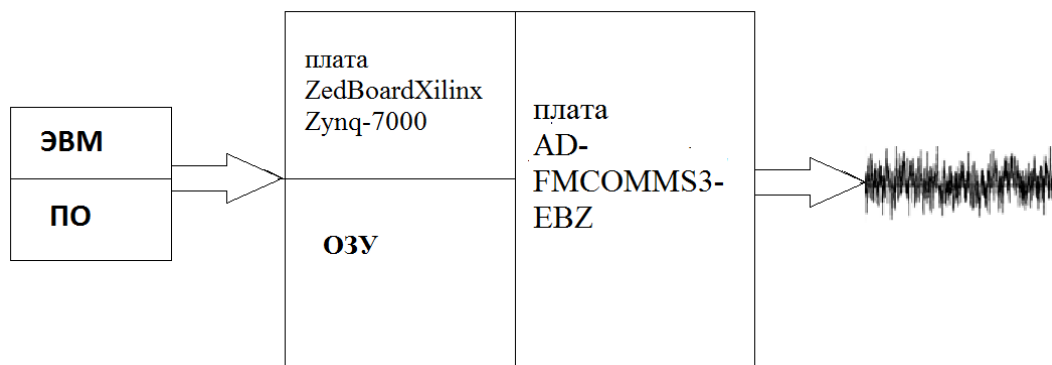 ЭВМ
ПО
плата
ZedBoardXilinx
Zynq-7000
ОЗУ
плата
AD-
FMCOMMS3-
EBZ